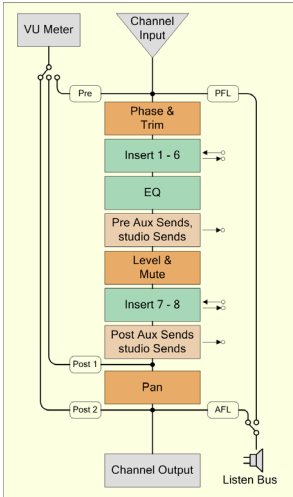 VU Meter
Channel
Input
Pre
PFL
Phase &
Trim
Insert 1 - 6
EQ
Pre Aux Sends,
studio Sends
Level &
Mute
Insert 7 - 8
Post Aux Sends
studio Sends
Post 1
Pan
Post 2
AFL
Channel Output
Listen Bus